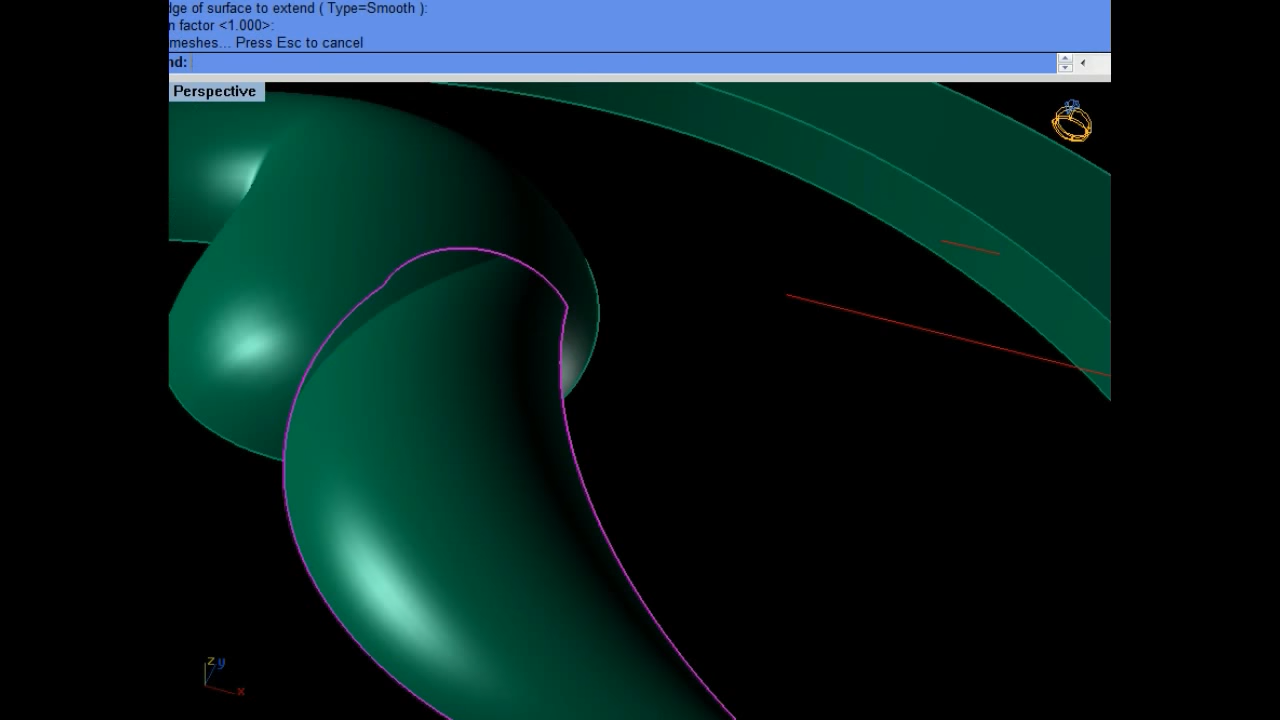 dge of surface to extend ( Type=Smooth ):
n factor <1.000>:
meshes... Press Esc to cancel
nd:
Perspective
z y
x